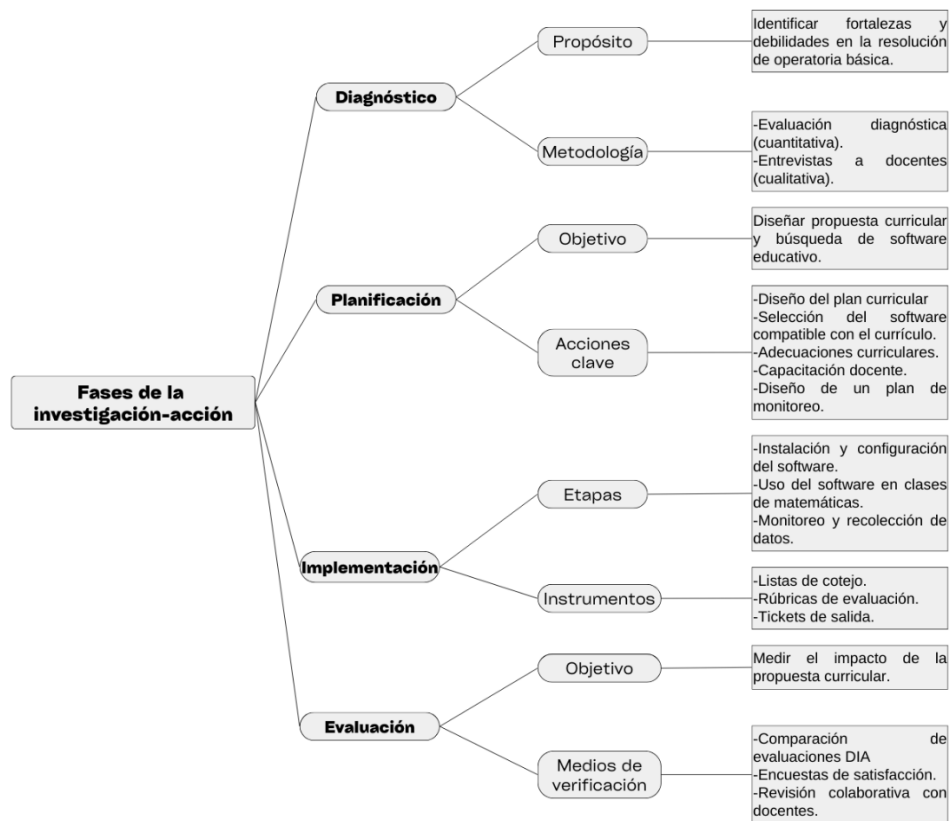 Fases de la
investigación-acción
Diagnóstico
Propósito
Identificar fortalezas y
debilidades en la resolución
de operatoria básica.
Metodología
-Evaluación diagnóstica
(cuantitativa).
-Entrevistas a docentes
(cualitativa).
Planificación
Objetivo
Diseñar propuesta curricular
y búsqueda de software
educativo.
Acciones
clave
-Diseño del plan curricular
-Selección del software
compatible con el currículo.
-Adecuaciones curriculares.
-Capacitación docente.
-Diseño de un plan de
monitoreo.
Implementación
Etapas
-Instalación y configuración
del software.
-Uso del software en clases
de matemáticas.
-Monitoreo y recolección de
datos.
Instrumentos
-Listas de cotejo.
-Rúbricas de evaluación.
-Tickets de salida.
Evaluación
Objetivo
Medir el impacto de la
propuesta curricular.
Medios de
verificación
-Comparación de
evaluaciones DIA
-Encuestas de satisfacción.
-Revisión colaborativa con
docentes.